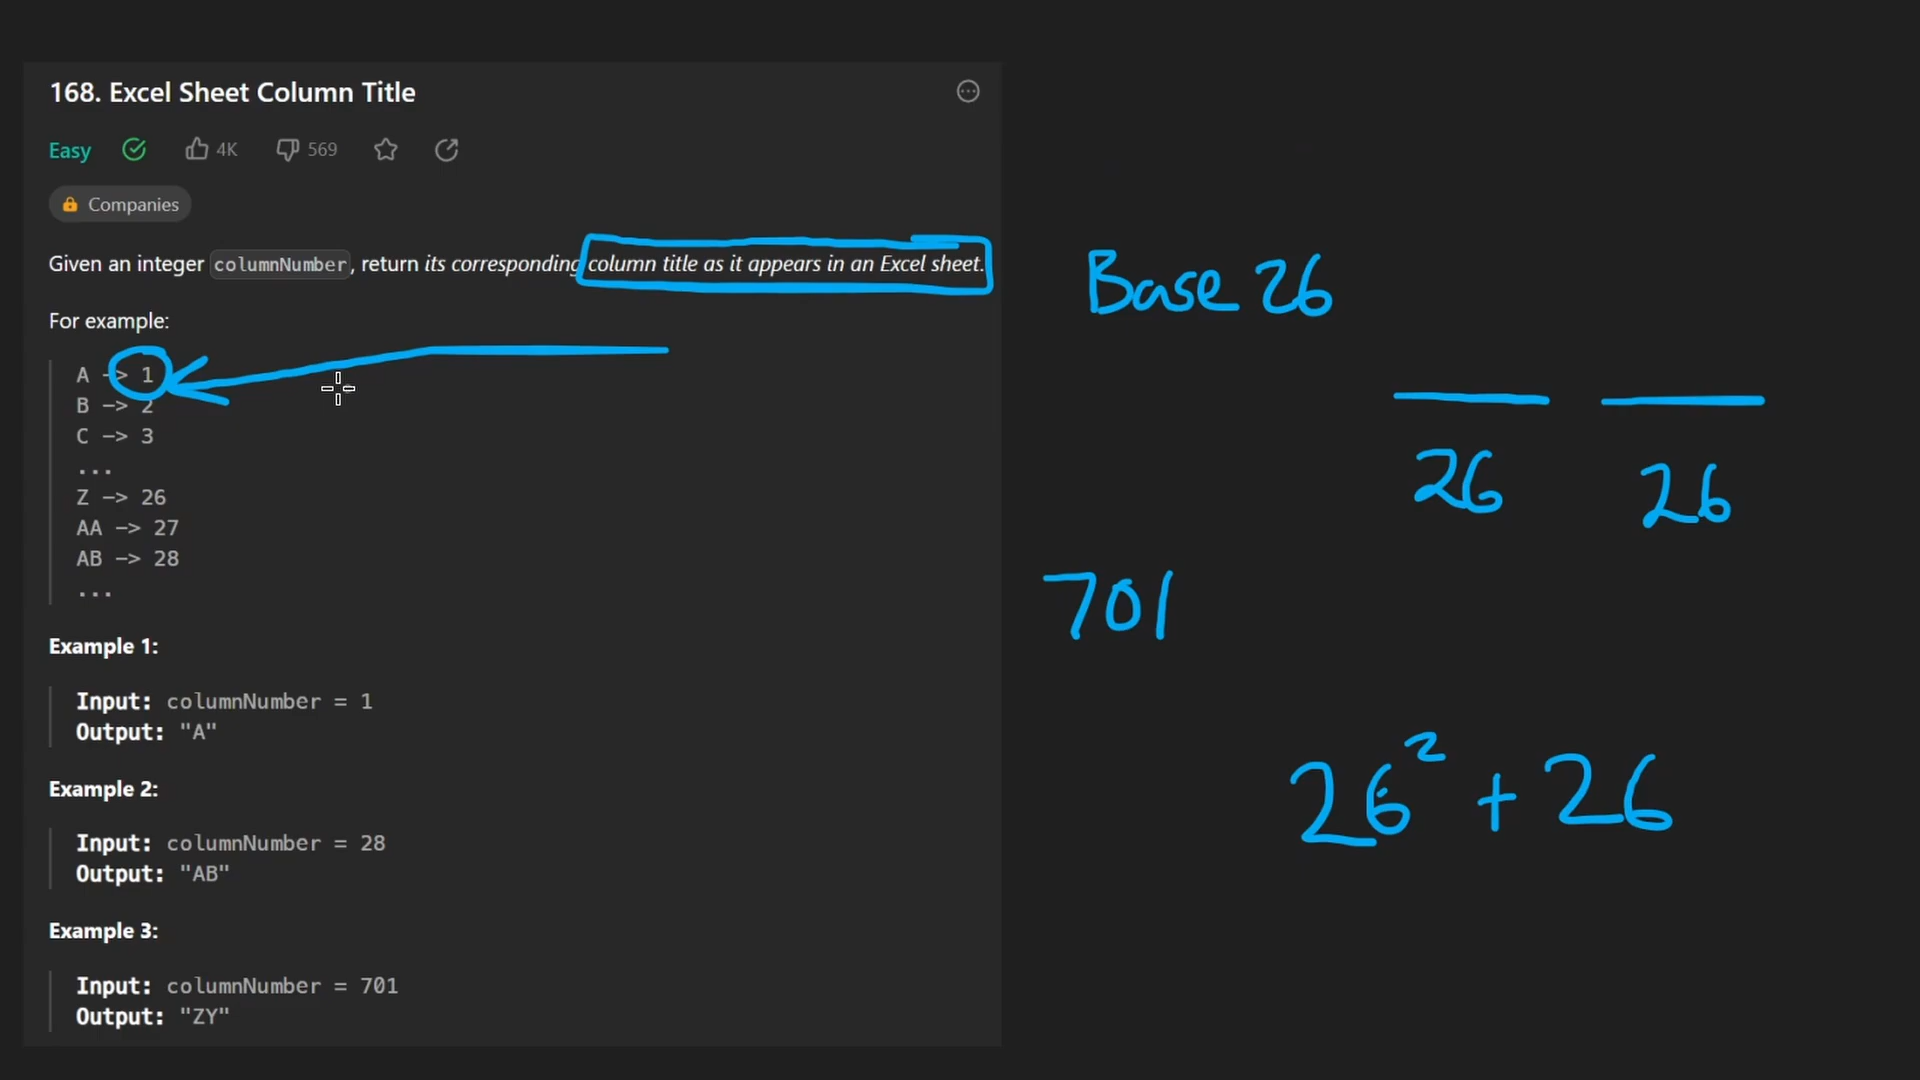 168. Excel Sheet Column Title
Easy 4K 569
Companies
Given an integer columnNumber, return its corresponding column title as it appears in an Excel sheet.
For example:
A -> 1
B -> 2
C -> 3
...
Z -> 26
AA -> 27
AB -> 28
...
Example 1:
Input: columnNumber = 1
Output: "A"
Example 2:
Input: columnNumber = 28
Output: "AB"
Example 3:
Input: columnNumber = 701
Output: "ZY"
Base 26
26 26
701
26² + 26